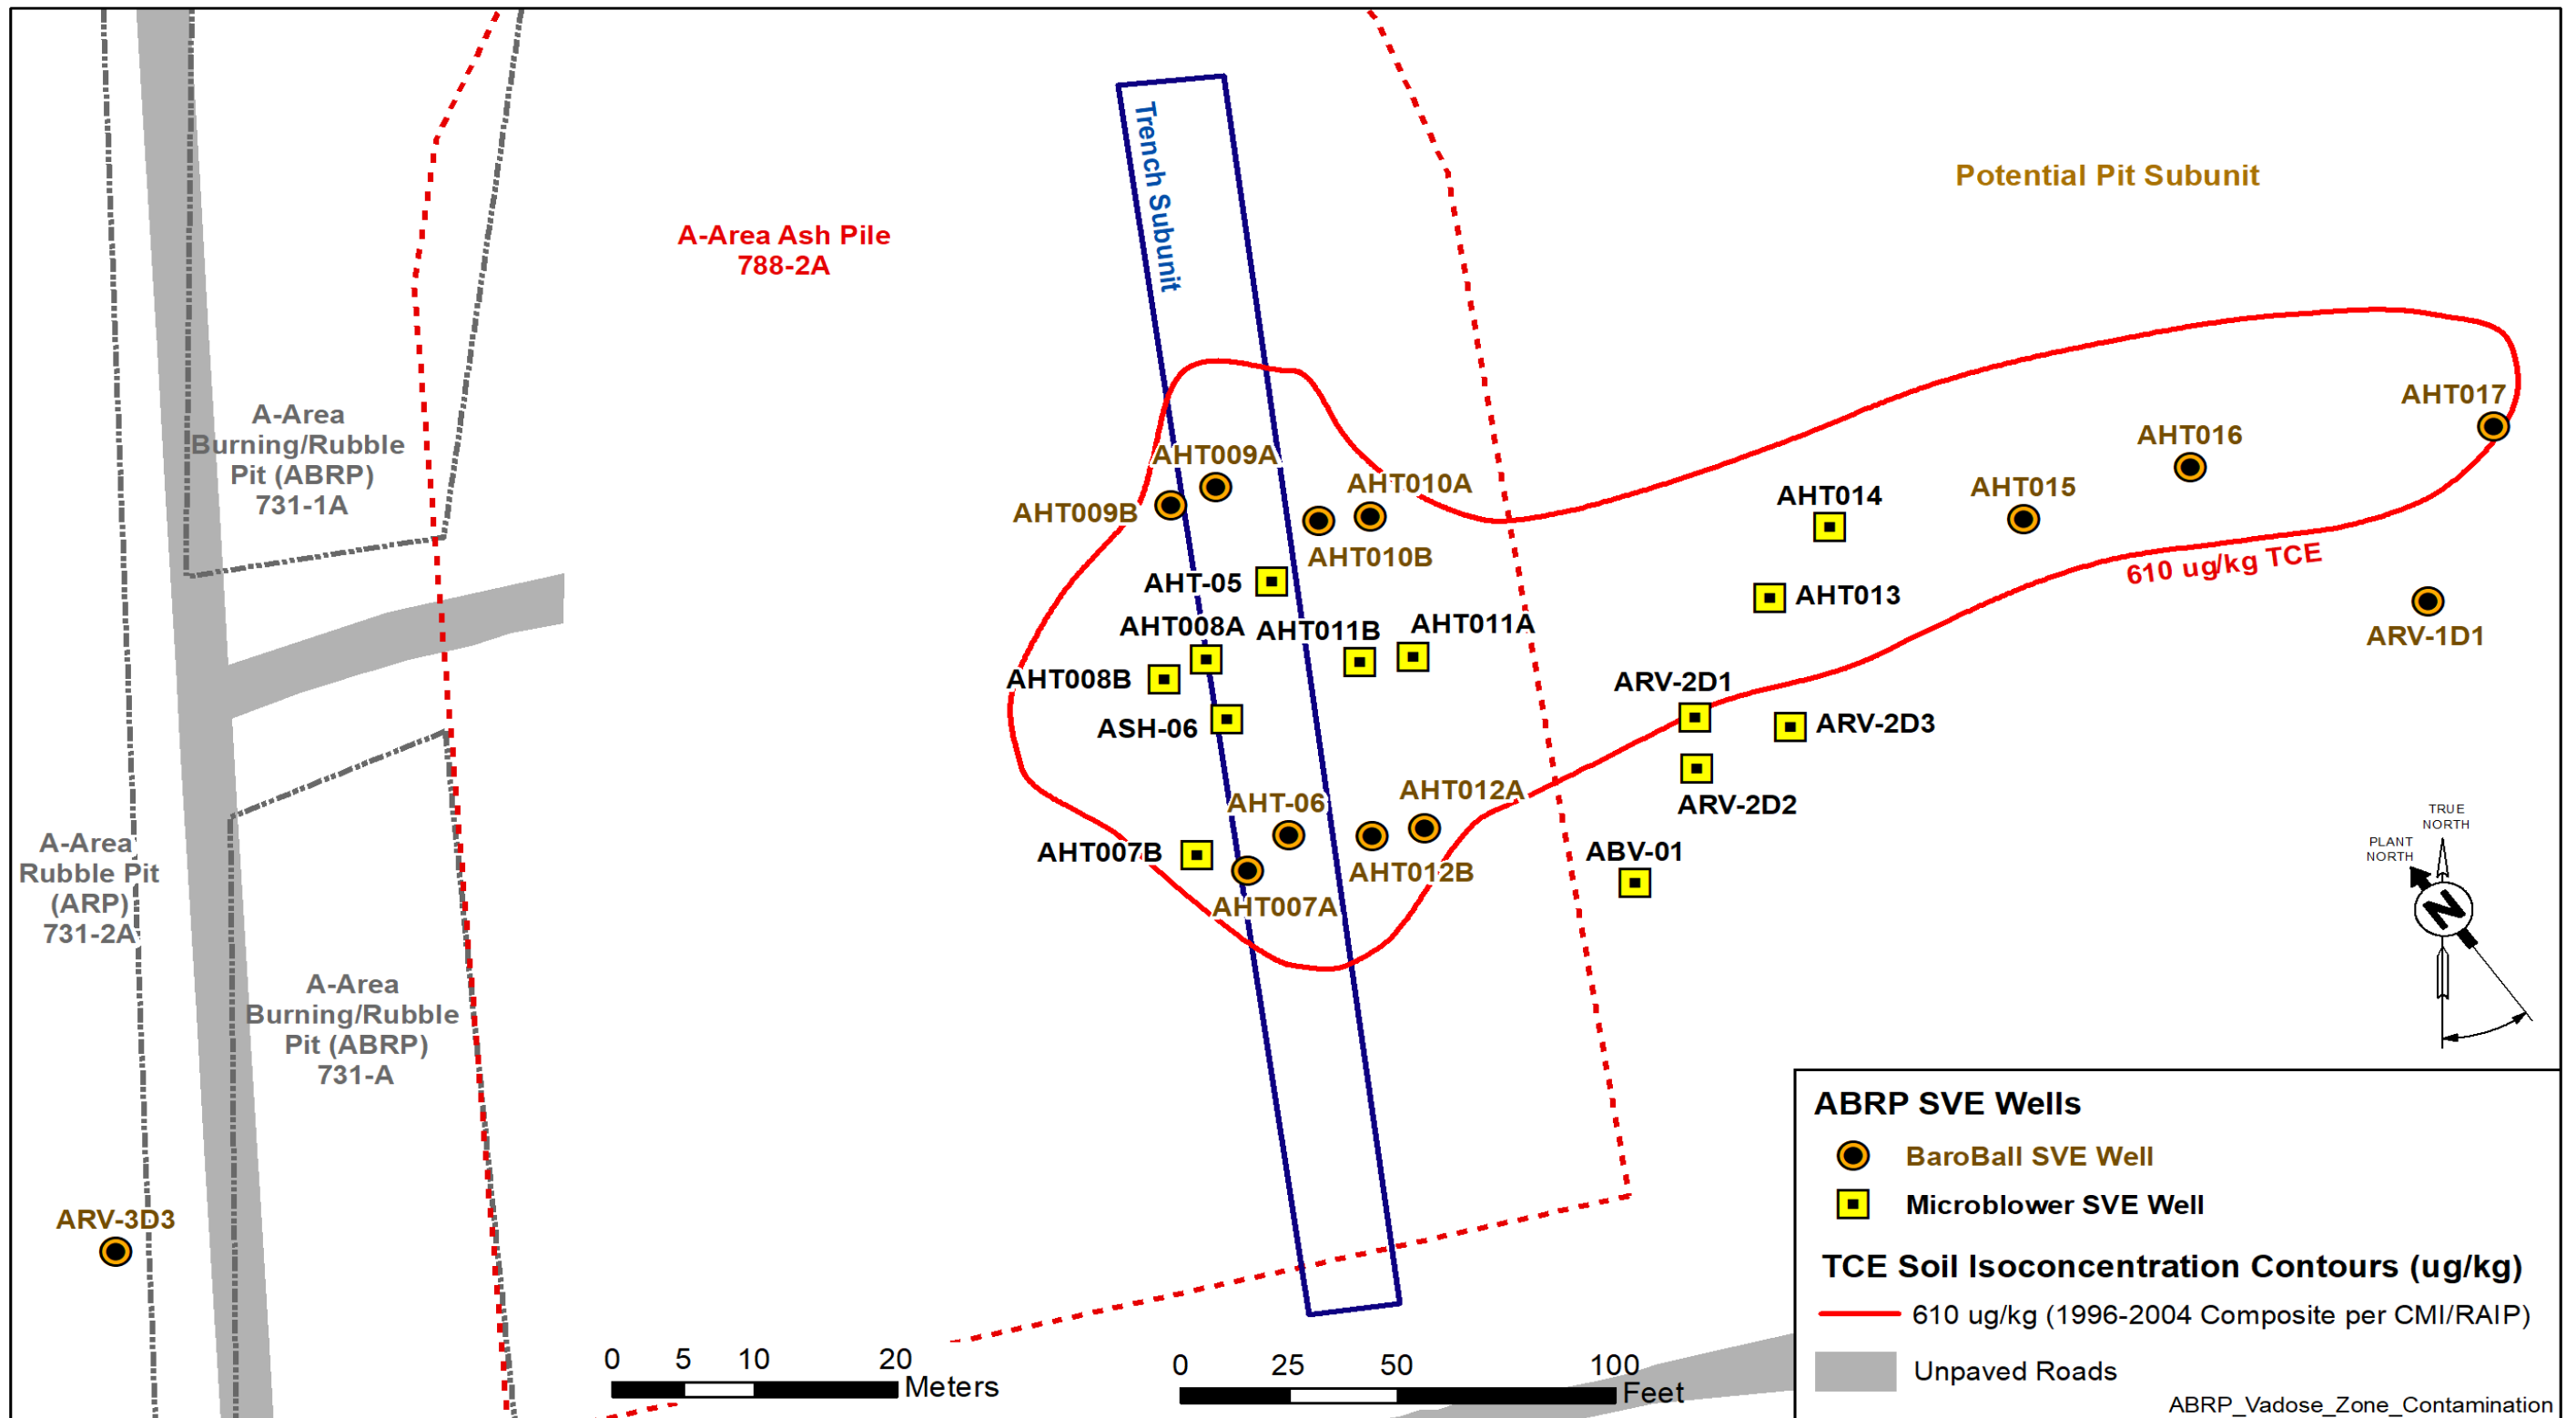 Trench Subunit
Potential Pit Subunit
A-Area Ash Pile
788-2A
A-Area
Burning/Rubble
Pit (ABRP)
731-1A
AHT017
AHT016
AHT015
AHT014
AHT013
610 ug/kg TCE
ARV-1D1
AHT009A
AHT009B
AHT010A
AHT010B
AHT-05
AHT008A
AHT011B
AHT011A
AHT008B
ASH-06
ARV-2D1
ARV-2D3
ARV-2D2
AHT-06
AHT012A
AHT007B
AHT012B
AHT007A
ABV-01
A-Area
Rubble Pit
(ARP)
731-2A
A-Area
Burning/Rubble
Pit (ABRP)
731-A
ARV-3D3
TRUE
NORTH
PLANT
NORTH
N
0 5 10 20
Meters
0 25 50 100
Feet
ABRP SVE Wells
BaroBall SVE Well
Microblower SVE Well
TCE Soil Isoconcentration Contours (ug/kg)
610 ug/kg (1996-2004 Composite per CMI/RAIP)
Unpaved Roads
ABRP_Vadose_Zone_Contamination